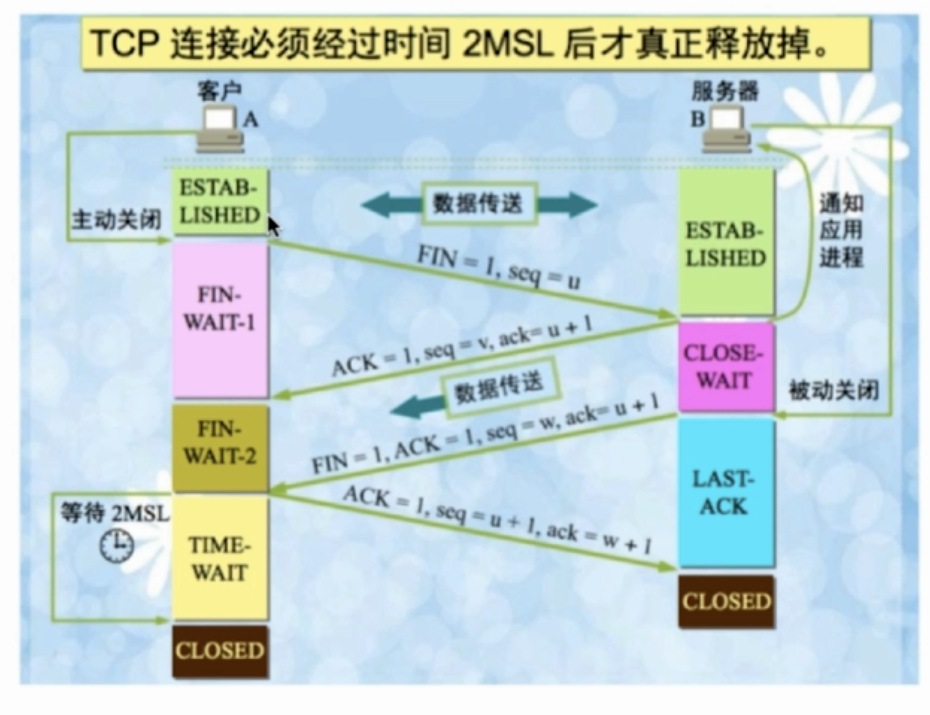 TCP 连接必须经过时间 2MSL 后才真正释放掉。
客户
A
服务器
B
ESTAB-
LISHED
数据传送
主动关闭
ESTAB-
LISHED
通知
应用
进程
FIN = 1, seq = u
FIN-
WAIT-1
ACK = 1, seq = v, ack= u + 1
CLOSE-
WAIT
数据传送
被动关闭
FIN-
WAIT-2
FIN = 1, ACK = 1, seq = w, ack= u + 1
LAST-
ACK
ACK = 1, seq = u + 1, ack = w + 1
等待 2MSL
TIME-
WAIT
CLOSED
CLOSED